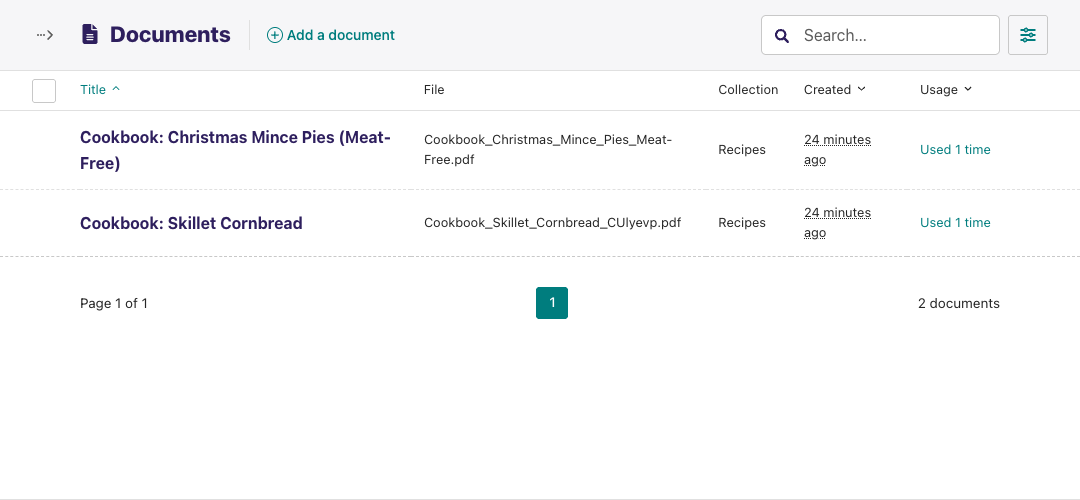 Documents
Add a document
Search...
Title
File
Collection
Created
Usage
Cookbook: Christmas Mince Pies (Meat-
Free)
Cookbook_Christmas_Mince_Pies_Meat-
Free.pdf
Recipes
24 minutes
ago
Used 1 time
Cookbook: Skillet Cornbread
Cookbook_Skillet_Cornbread_CUlyevp.pdf
Recipes
24 minutes
ago
Used 1 time
Page 1 of 1
1
2 documents